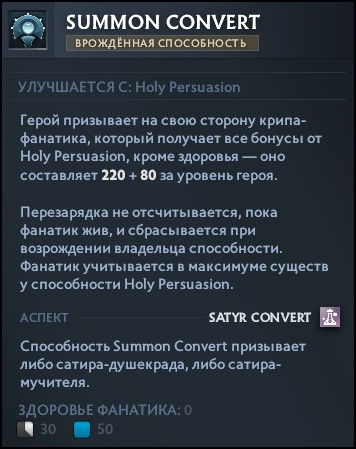 SUMMON CONVERT
ВРОЖДЁННАЯ СПОСОБНОСТЬ
УЛУЧШАЕТСЯ С: Holy Persuasion
Герой призывает на свою сторону крипа-
фанатика, который получает все бонусы от
Holy Persuasion, кроме здоровья — оно
составляет 220 + 80 за уровень героя.
Перезарядка не отсчитывается, пока
фанатик жив, и сбрасывается при
возрождении владельца способности.
Фанатик учитывается в максимуме существ
у способности Holy Persuasion.
АСПЕКТ SATYR CONVERT
Способность Summon Convert призывает
либо сатира-душекрада, либо сатира-
мучителя.
ЗДОРОВЬЕ ФАНАТИКА: 0
30 50